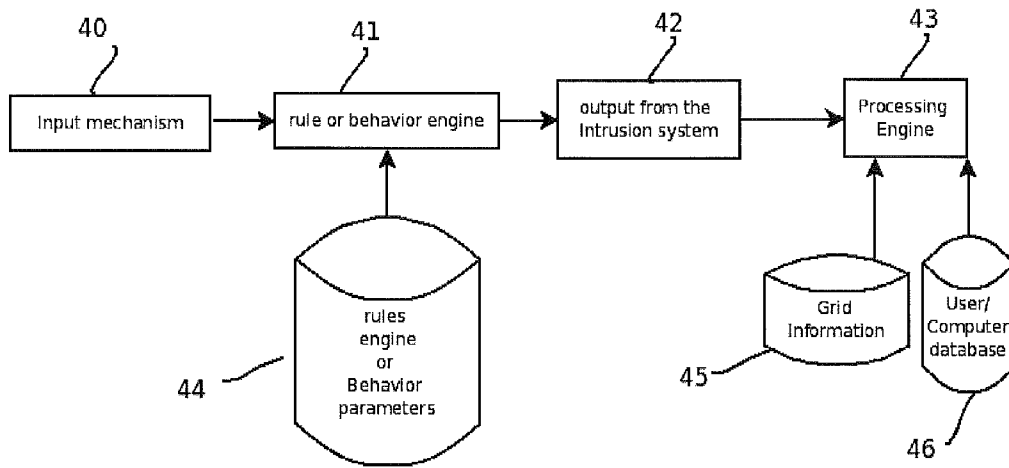 40
41
42
43
Input mechanism
rule or behavior engine
output from the
Intrusion system
Processing
Engine
rules
engine
or
Behavior
parameters
44
Grid
Information
45
User/
Computer
database
46